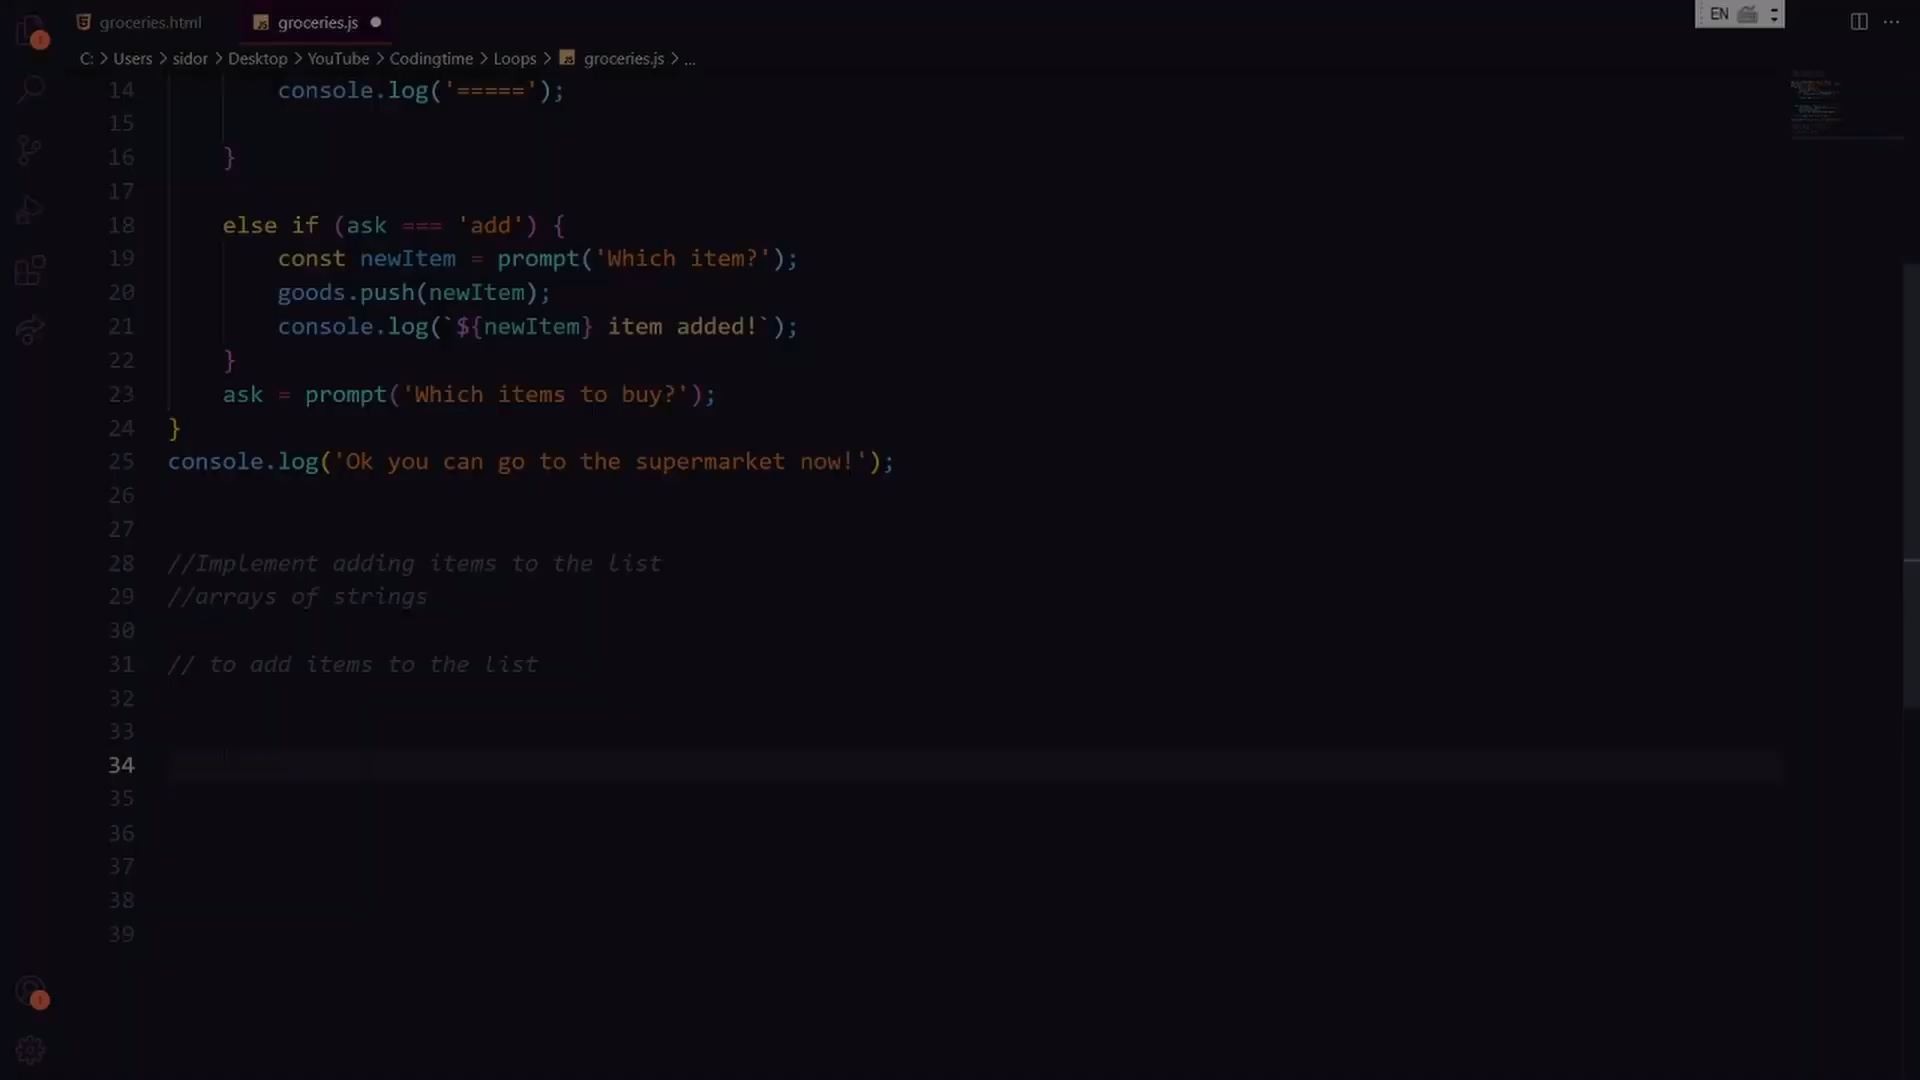 groceries.html
groceries.js
EN
C: > Users > sidor > Desktop > YouTube > Codingtime > Loops > groceries.js > ...
14 console.log('=====');
15
16 }
17
18 else if (ask === 'add') {
19 const newItem = prompt('Which item?');
20 goods.push(newItem);
21 console.log(`${newItem} item added!`);
22 }
23 ask = prompt('Which items to buy?');
24 }
25 console.log('Ok you can go to the supermarket now!');
26
27
28 //Implement adding items to the list
29 //arrays of strings
30
31 // to add items to the list
32
33
34
35
36
37
38
39